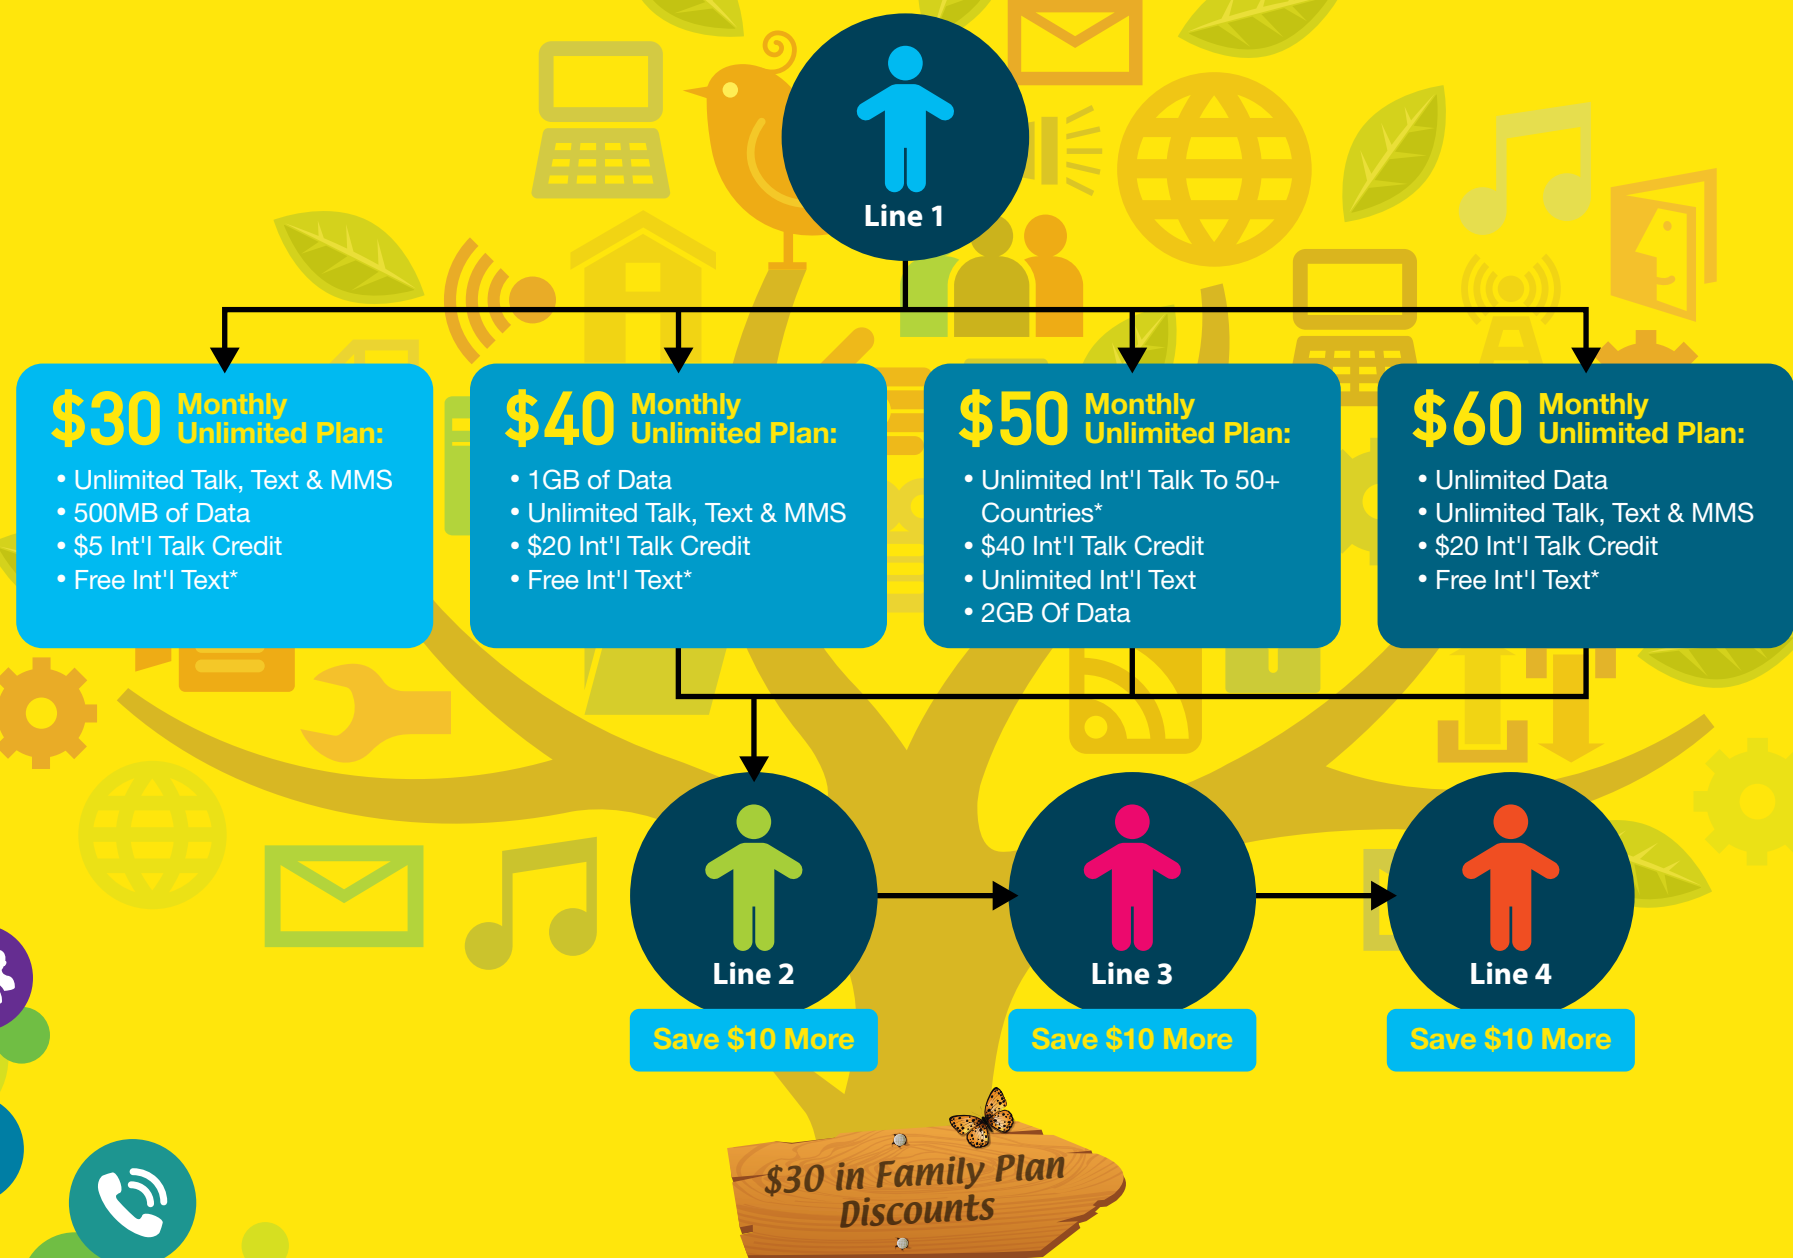 Line 1
$30 Monthly
Unlimited Plan:
• Unlimited Talk, Text & MMS
• 500MB of Data
• $5 Int'l Talk Credit
• Free Int'l Text*
$40 Monthly
Unlimited Plan:
• 1GB of Data
• Unlimited Talk, Text & MMS
• $20 Int'l Talk Credit
• Free Int'l Text*
$50 Monthly
Unlimited Plan:
• Unlimited Int'l Talk To 50+
Countries*
• $40 Int'l Talk Credit
• Unlimited Int'l Text
• 2GB Of Data
$60 Monthly
Unlimited Plan:
• Unlimited Data
• Unlimited Talk, Text & MMS
• $20 Int'l Talk Credit
• Free Int'l Text*
Line 2
Save $10 More
Line 3
Save $10 More
Line 4
Save $10 More
$30 in Family Plan
Discounts